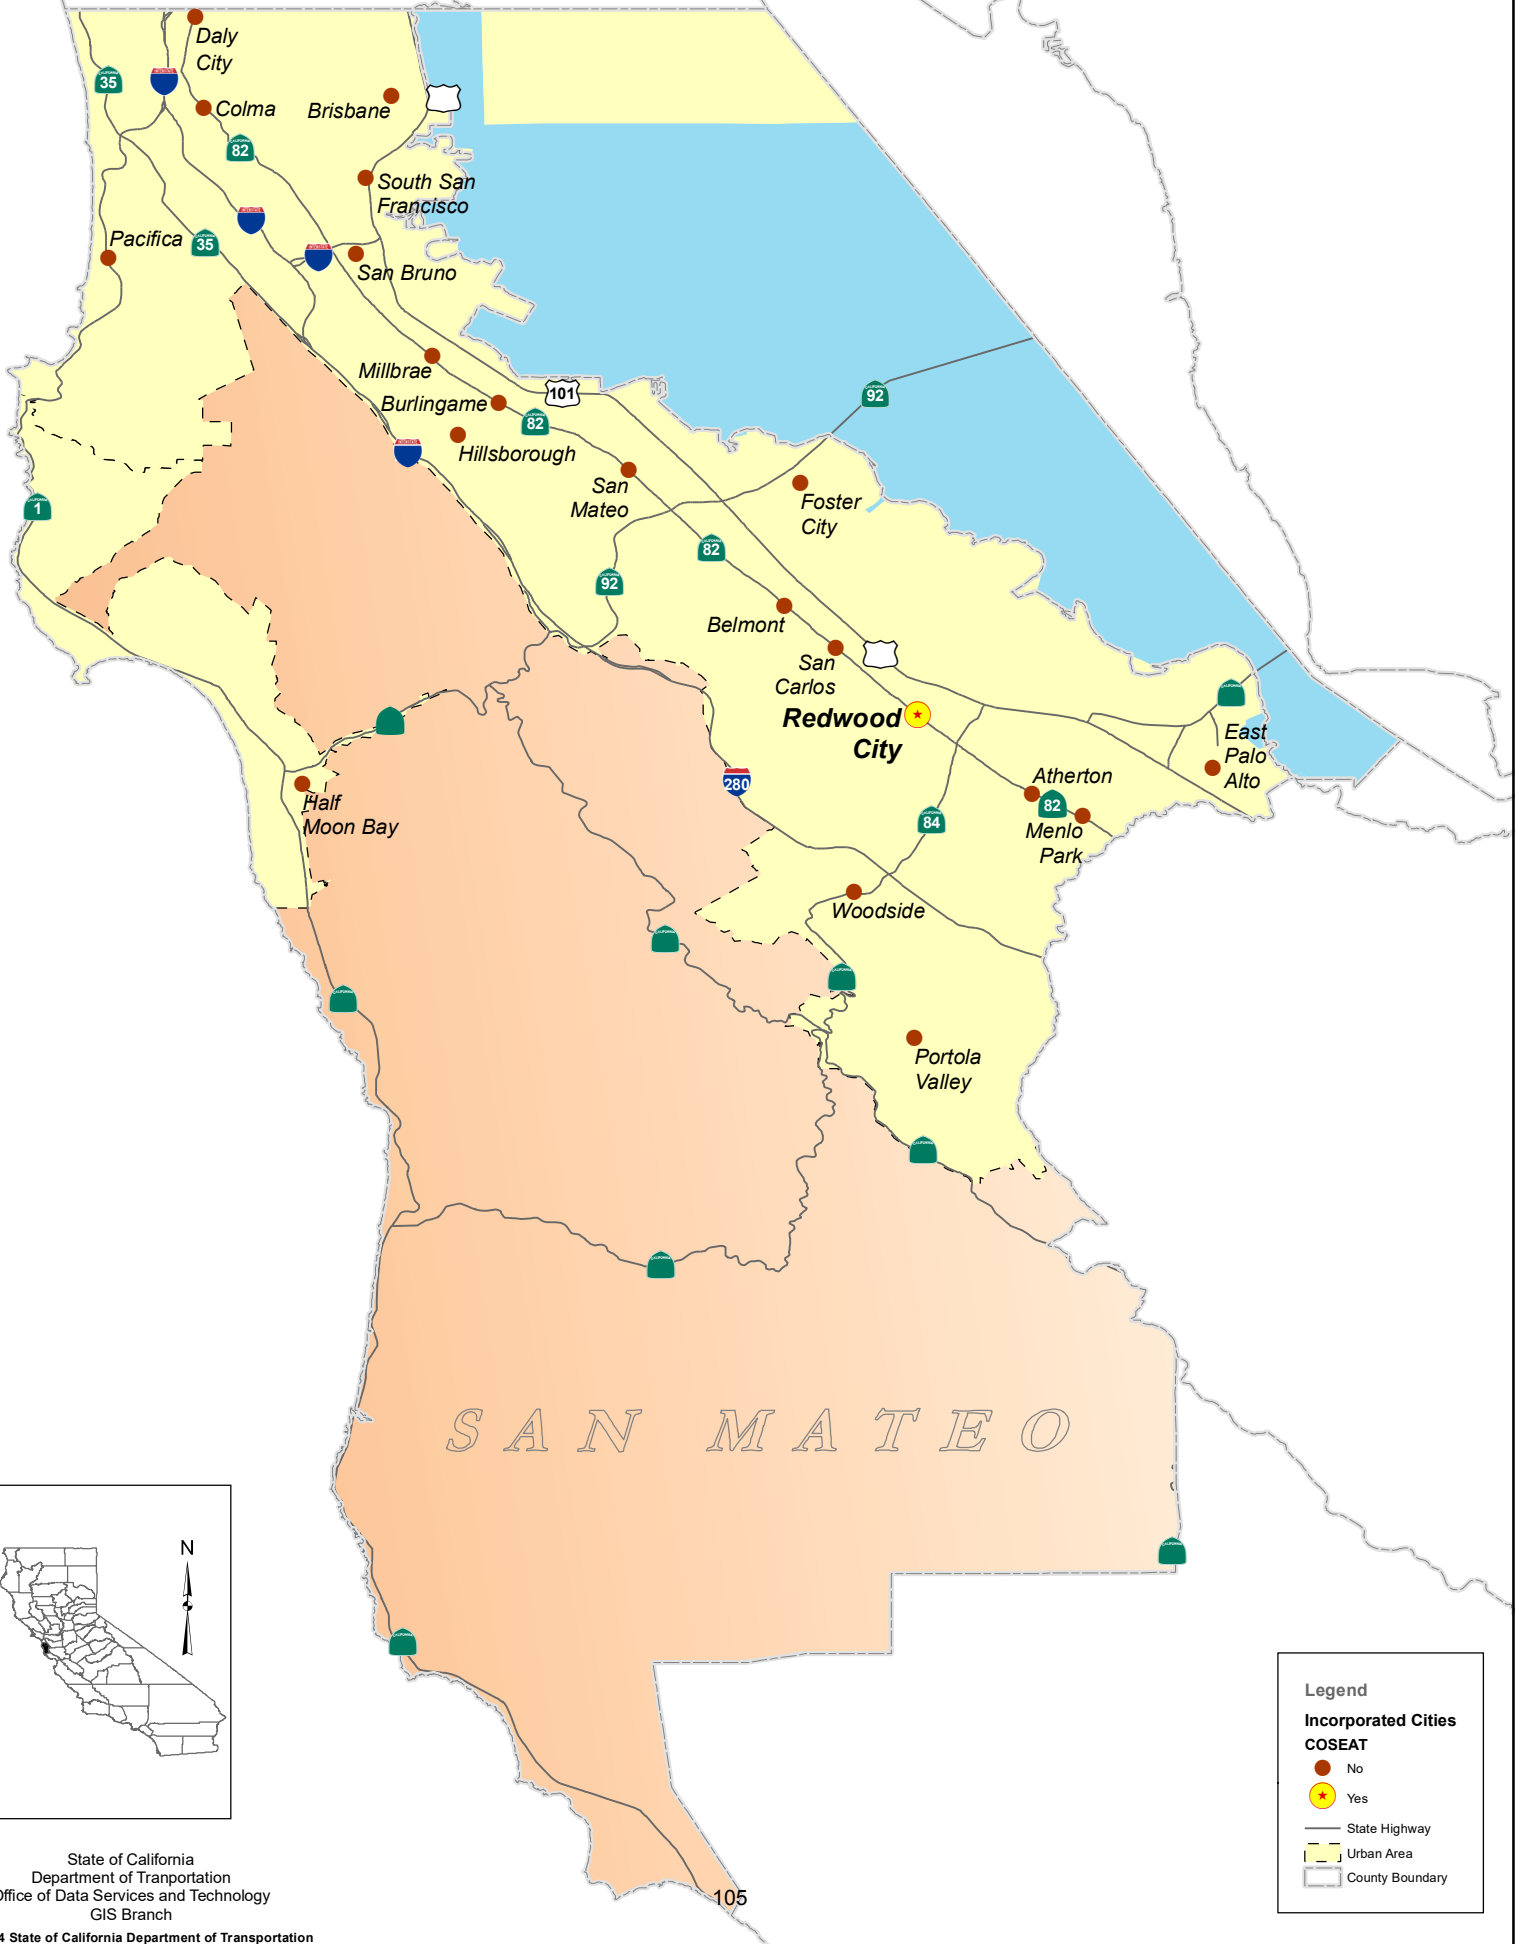 Daly
City
35
Colma
Brisbane
82
South San
Francisco
Pacifica
35
San Bruno
Millbrae
101
92
Burlingame
82
Hillsborough
San
Mateo
Foster
City
1
82
92
Belmont
San
Carlos
Redwood
City
East
Palo
Alto
280
Atherton
82
Menlo
Park
84
Half
Moon Bay
Woodside
Portola
Valley
SAN MATEO
N
Legend
Incorporated Cities
COSEAT
No
Yes
State Highway
Urban Area
County Boundary
State of California
Department of Tranportation
Office of Data Services and Technology
GIS Branch
4 State of California Department of Transportation
105